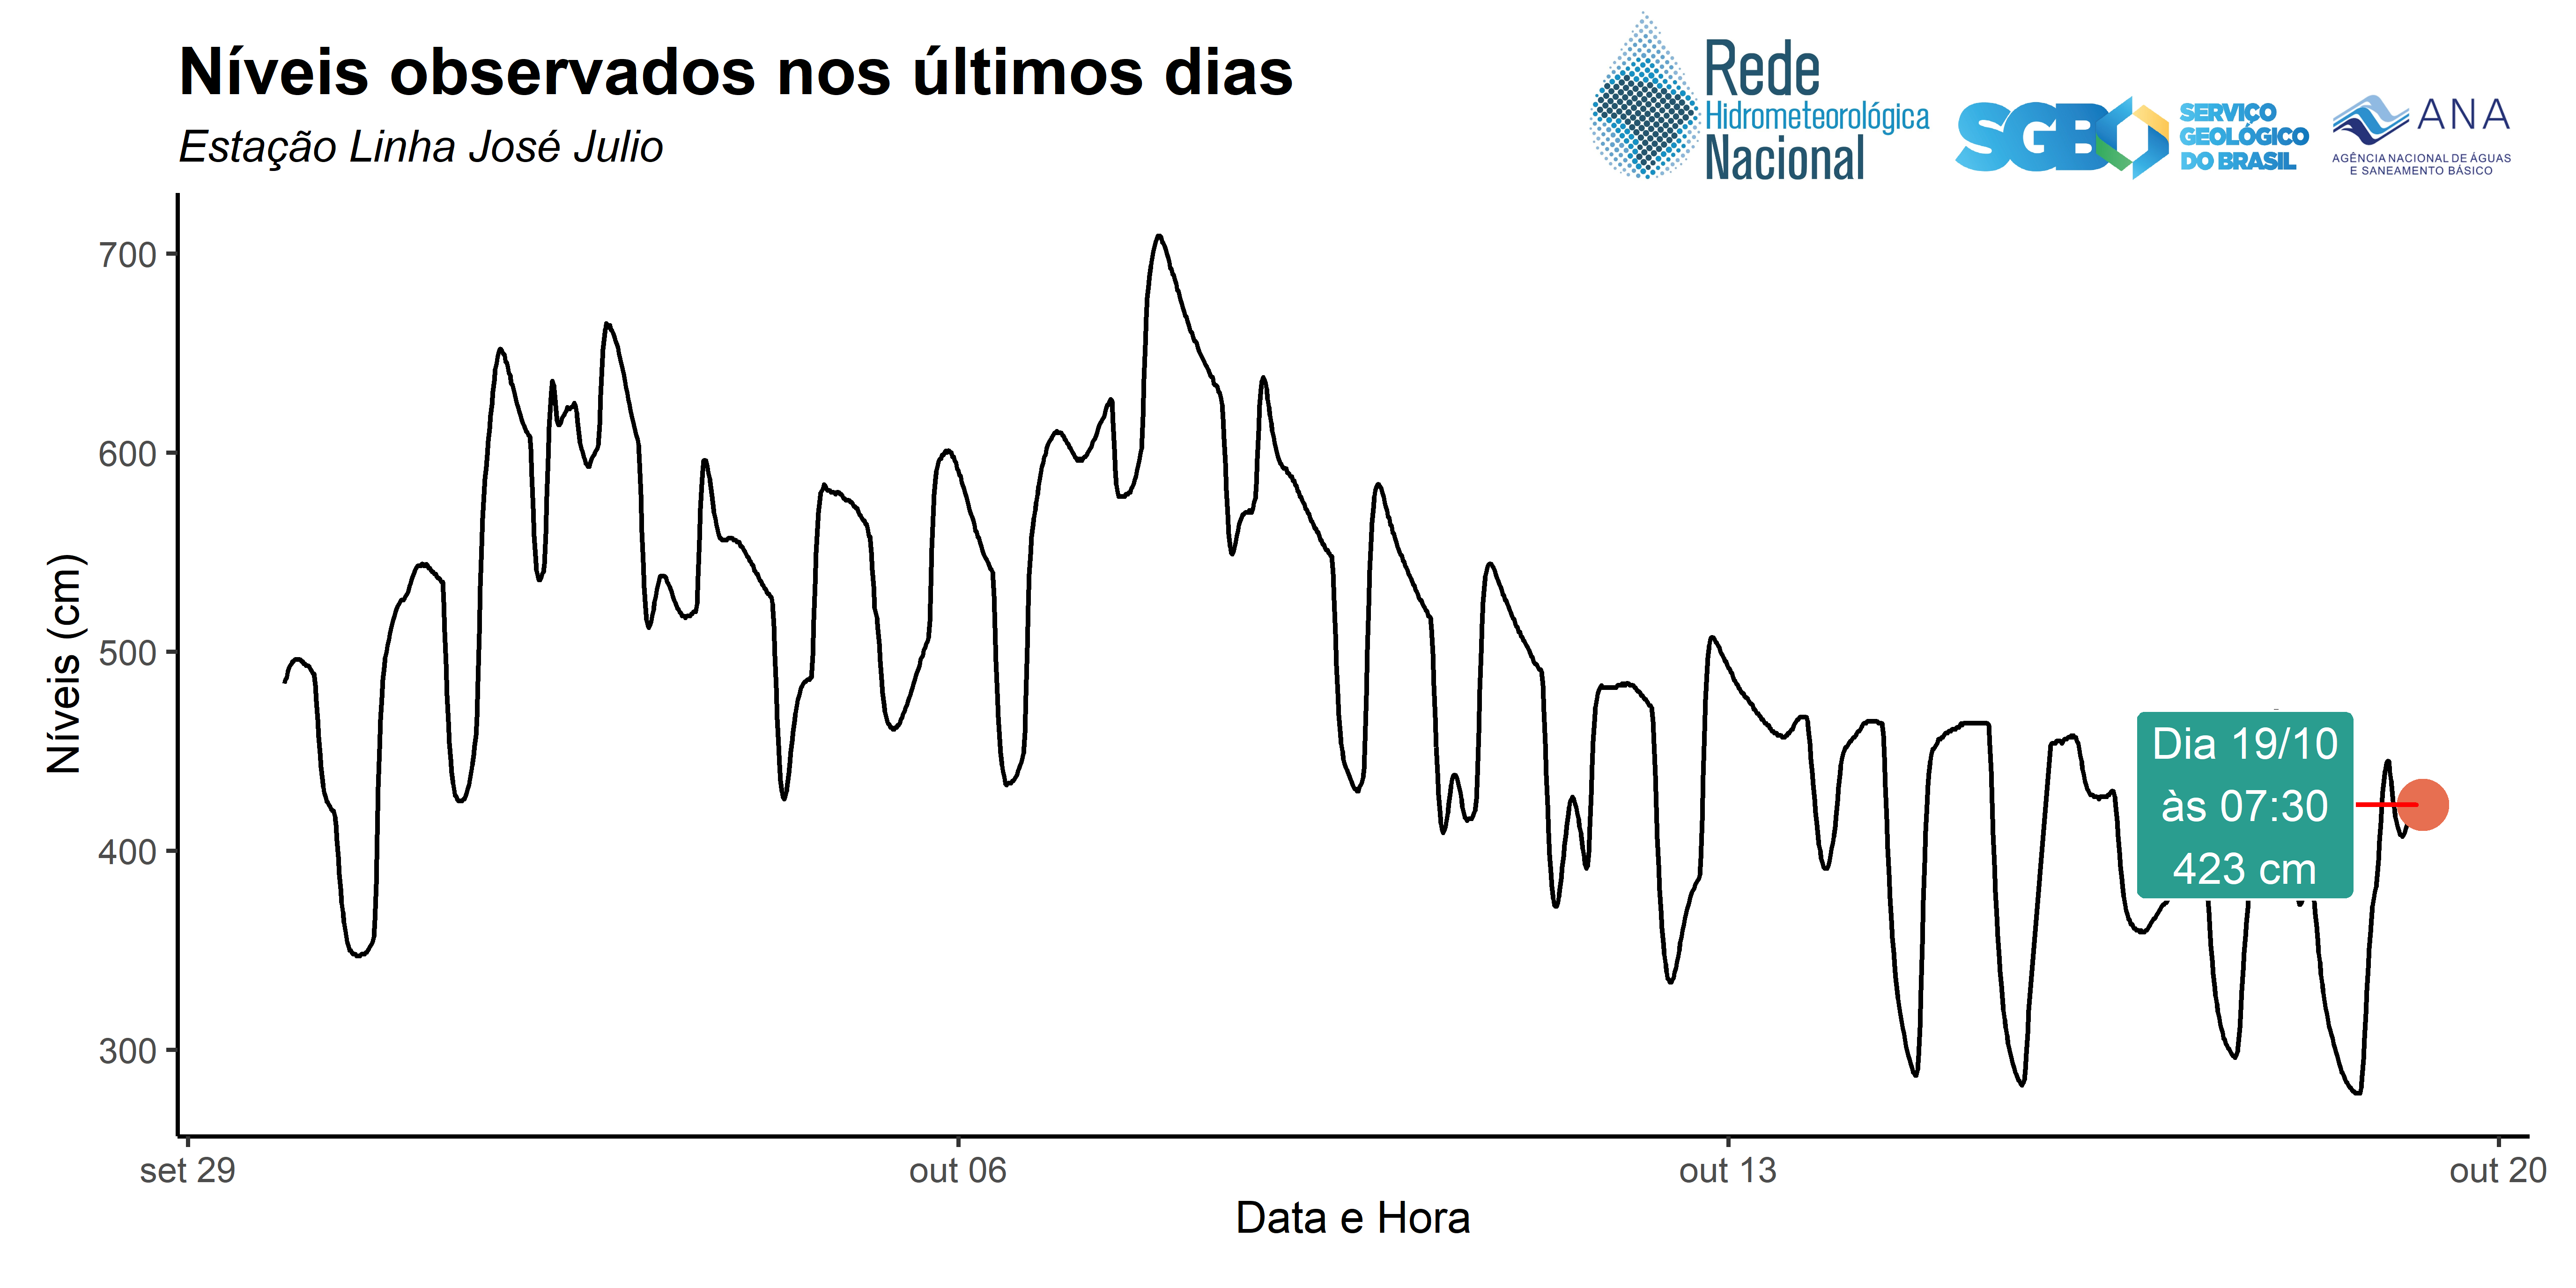 Níveis observados nos últimos dias
Estação Linha José Julio
Rede
Hidrometeorológica
Nacional
SGB
SERVIÇO
GEOLÓGICO
DO BRASIL
ANA
AGÊNCIA NACIONAL DE ÁGUAS
E SANEAMENTO BÁSICO
Níveis (cm)
700
600
500
400
300
Dia 19/10
às 07:30
423 cm
set 29
out 06
out 13
out 20
Data e Hora